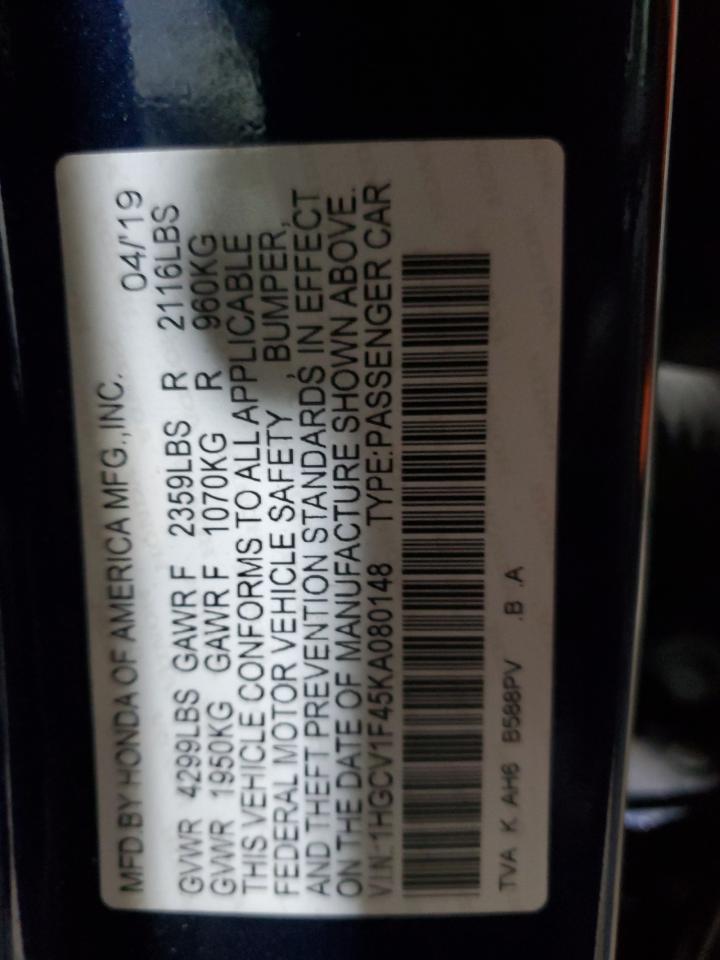 MFD.BY HONDA OF AMERICA MFG.,INC. 04/'19
GVWR 4299LBS GAWR F 2359LBS R 2116LBS
GVWR 1950KG GAWR F 1070KG R 960KG
THIS VEHICLE CONFORMS TO ALL APPLICABLE
FEDERAL MOTOR VEHICLE SAFETY , BUMPER,
AND THEFT PREVENTION STANDARDS IN EFFECT
ON THE DATE OF MANUFACTURE SHOWN ABOVE.
V.I.N.:1HGCV1F45KA080148 TYPE:PASSENGER CAR
TVA K AH6 B588PV .B .A